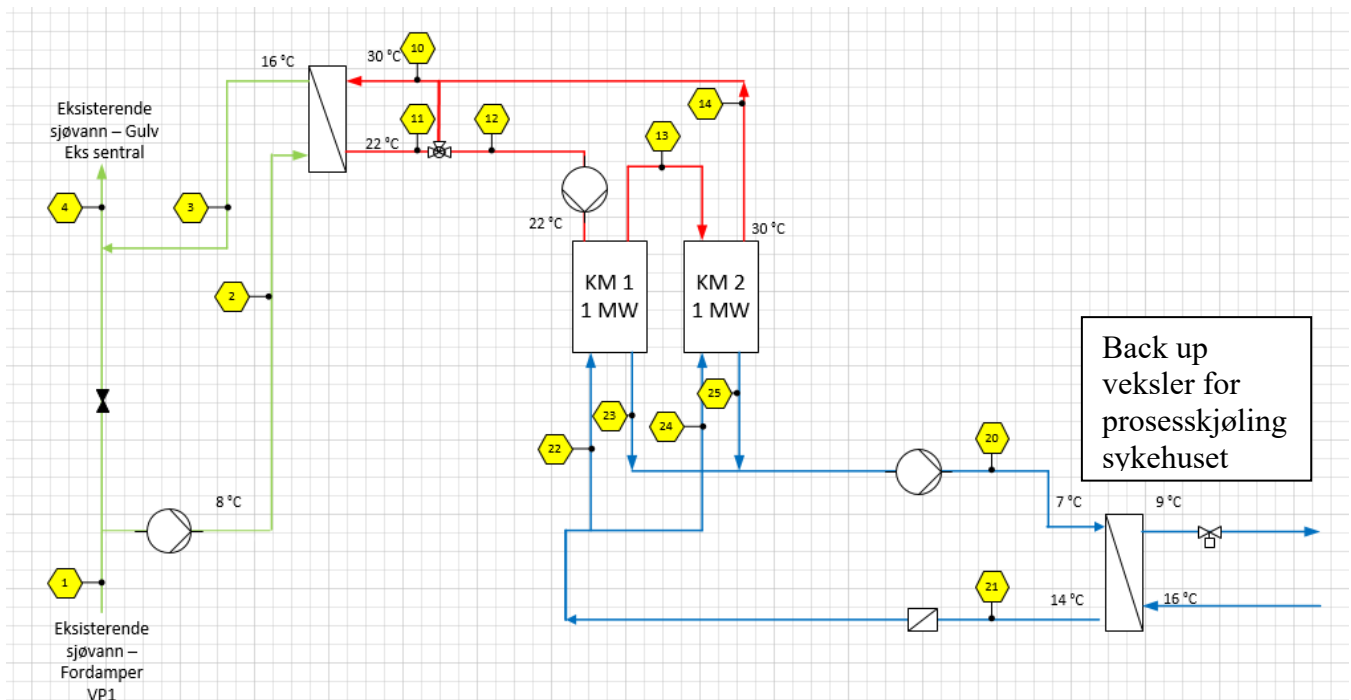 10
16 °C
30 °C
14
Eksisterende
sjøvann – Gulv
Eks sentral
11
12
13
22 °C
4
3
22 °C
30 °C
2
KM 1
1 MW
KM 2
1 MW
Back up
veksler for
prosesskjøling
sykehuset
25
23
24
22
20
8 °C
7 °C
9 °C
1
21
14 °C
16 °C
Eksisterende
sjøvann –
Fordamper
VP1